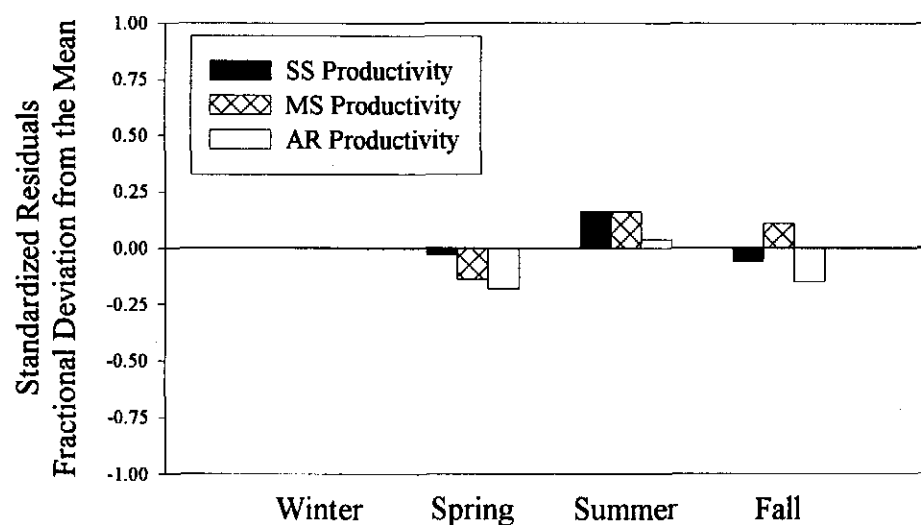 Standardized Residuals
Fractional Deviation from the Mean
1.00
0.75
0.50
0.25
0.00
-0.25
-0.50
-0.75
-1.00
SS Productivity
MS Productivity
AR Productivity
Winter Spring Summer Fall